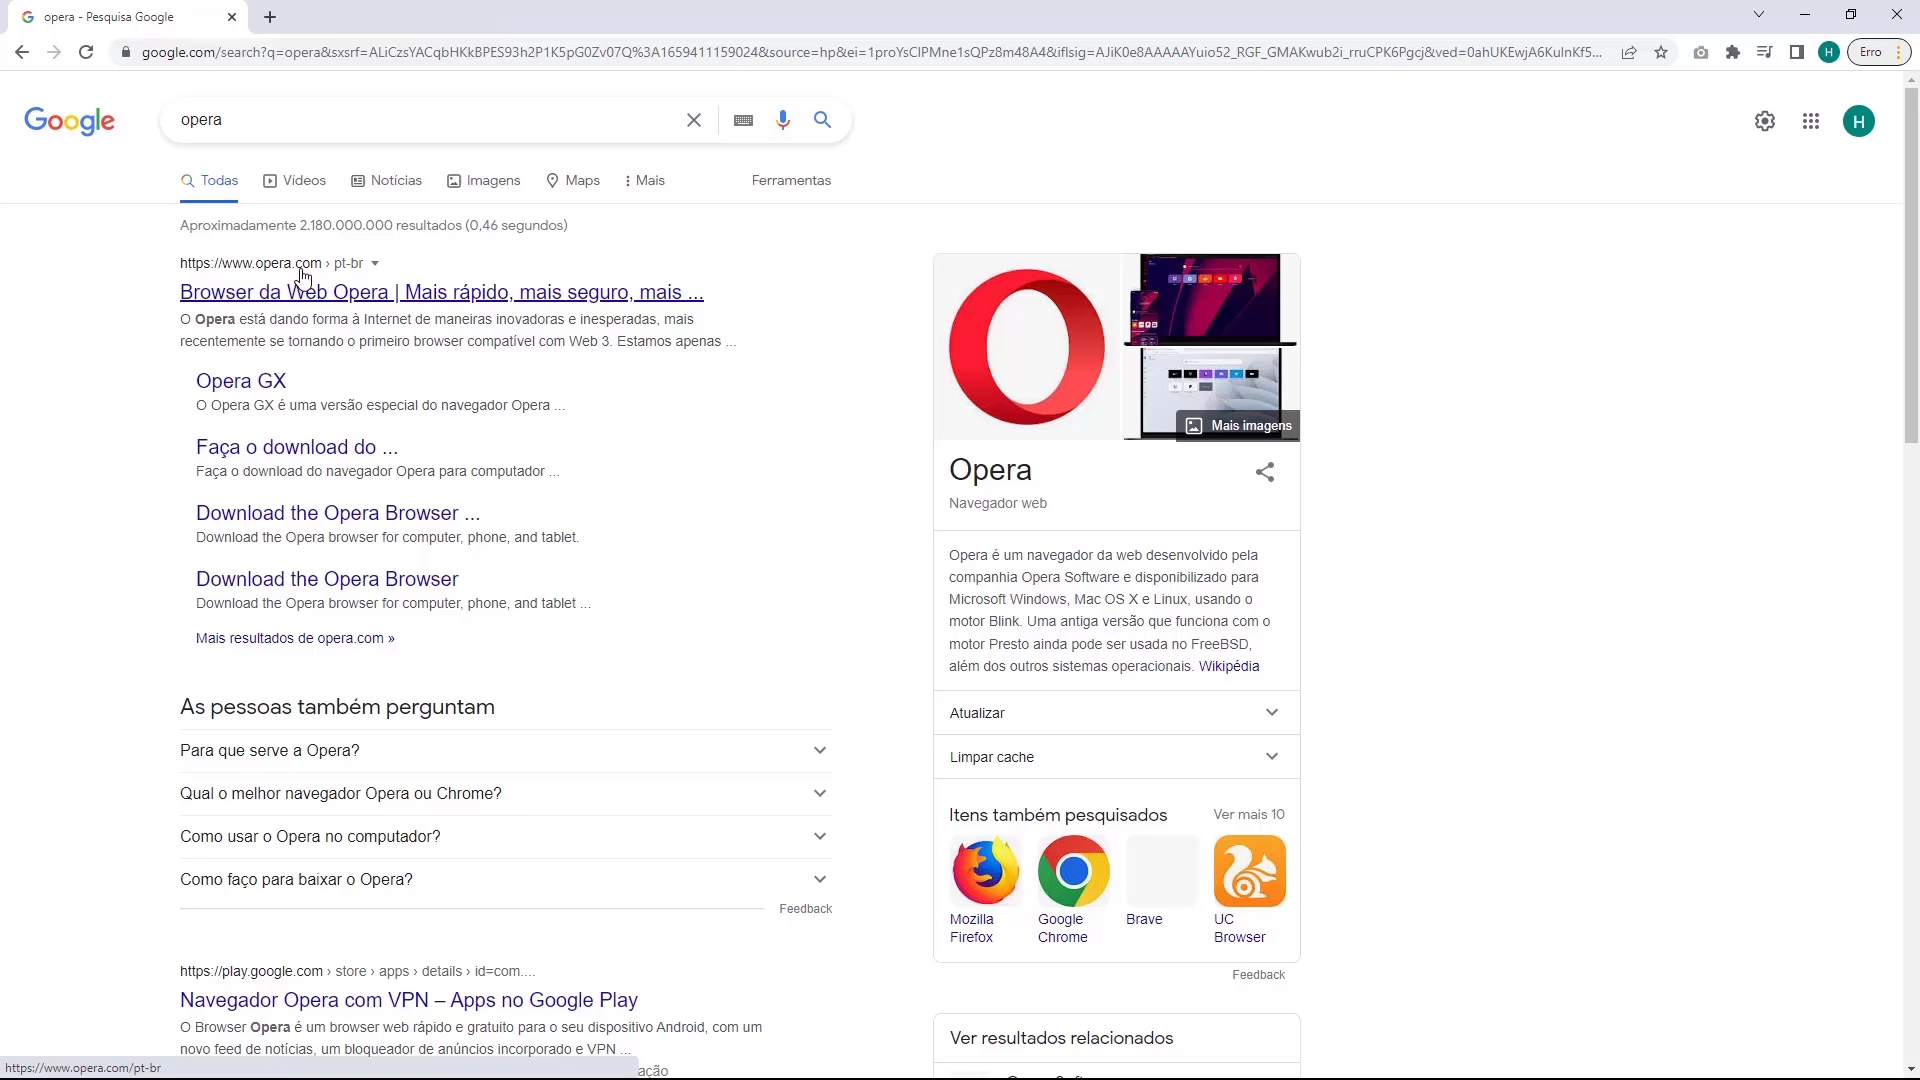 opera - Pesquisa Google
google.com/search?q=opera&sxsrf=ALiCzsYACqbHKkBPES93h2P1K5pG0Zv07Q%3A1659411159024&source=hp&ei=1proYsClPMne1sQPz8m48A4&iflsig=AJiK0e8AAAAAYuio52_RGF_GMAKwub2i_rruCPK6Pgcj&ved=0ahUKEwjA6KulnKf5...
H
Erro
Google
opera
H
Todas
Vídeos
Notícias
Imagens
Maps
Mais
Ferramentas
Aproximadamente 2.180.000.000 resultados (0,46 segundos)
https://www.opera.com › pt-br
Browser da Web Opera | Mais rápido, mais seguro, mais ...
O Opera está dando forma à Internet de maneiras inovadoras e inesperadas, mais
recentemente se tornando o primeiro browser compatível com Web 3. Estamos apenas ...
Opera GX
O Opera GX é uma versão especial do navegador Opera ...
Faça o download do ...
Faça o download do navegador Opera para computador ...
Download the Opera Browser ...
Download the Opera browser for computer, phone, and tablet.
Download the Opera Browser
Download the Opera browser for computer, phone, and tablet ...
Mais resultados de opera.com »
As pessoas também perguntam
Para que serve a Opera?
Qual o melhor navegador Opera ou Chrome?
Como usar o Opera no computador?
Como faço para baixar o Opera?
Feedback
https://play.google.com › store › apps › details › id=com....
Navegador Opera com VPN – Apps no Google Play
O Browser Opera é um browser web rápido e gratuito para o seu dispositivo Android, com um
novo feed de notícias, um bloqueador de anúncios incorporado e VPN ...
ação
https://www.opera.com/pt-br
Mais imagens
Opera
Navegador web
Opera é um navegador da web desenvolvido pela
companhia Opera Software e disponibilizado para
Microsoft Windows, Mac OS X e Linux, usando o
motor Blink. Uma antiga versão que funciona com o
motor Presto ainda pode ser usada no FreeBSD,
além dos outros sistemas operacionais. Wikipédia
Atualizar
Limpar cache
Itens também pesquisados
Ver mais 10
Mozilla
Firefox
Google
Chrome
Brave
UC
Browser
Feedback
Ver resultados relacionados